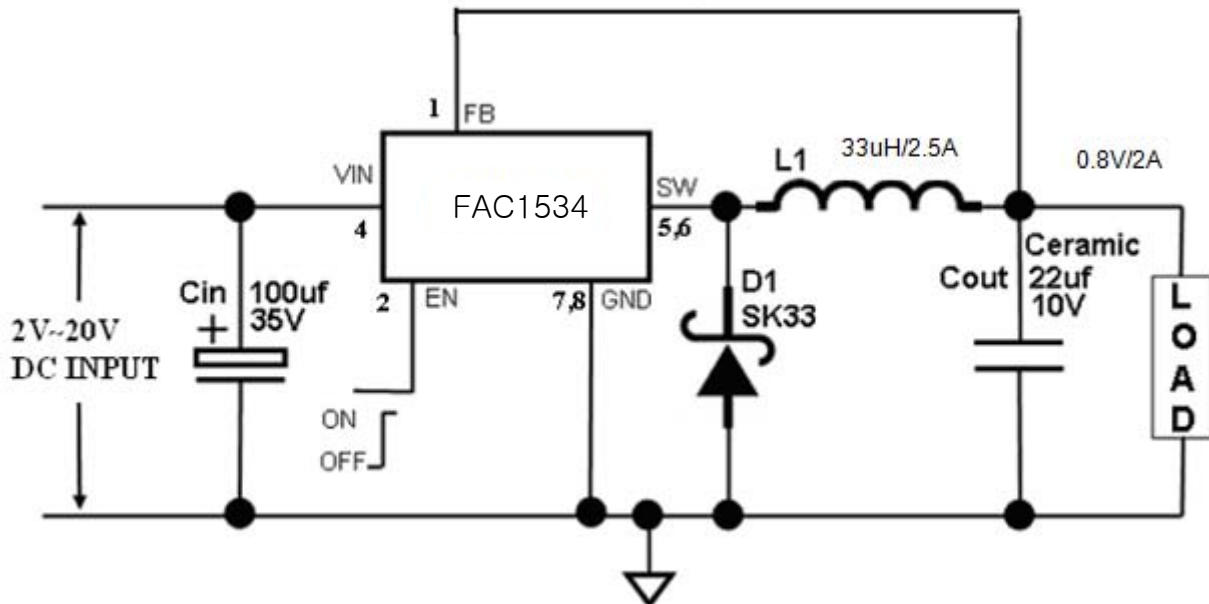 1 FB
VIN
FAC1534
SW
4
5,6
L1
33uH/2.5A
0.8V/2A
2V~20V
DC INPUT
Cin
+
100uf
35V
2
EN
7,8 GND
D1
SK33
Ceramic
Cout 22uf
10V
LOAD
ON
OFF